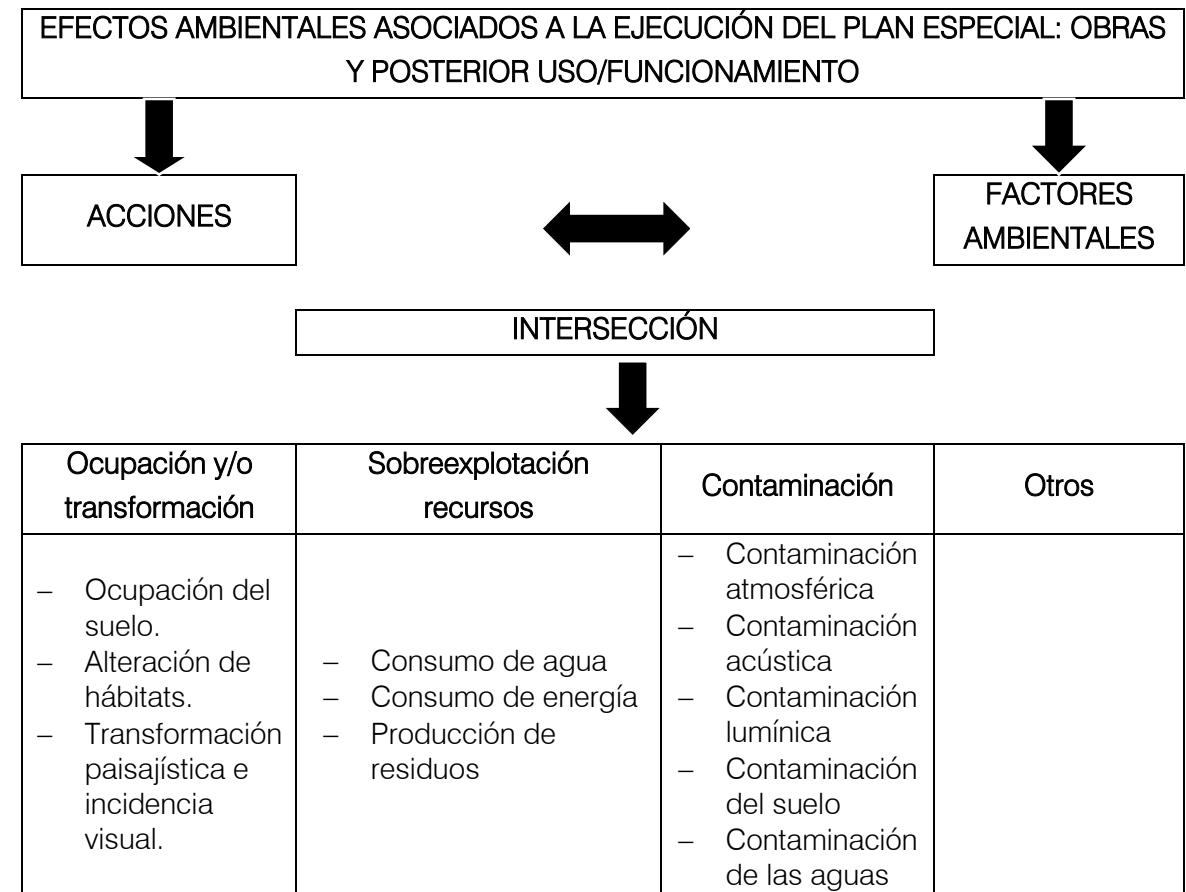 EFECTOS AMBIENTALES ASOCIADOS A LA EJECUCIÓN DEL PLAN ESPECIAL: OBRAS
Y POSTERIOR USO/FUNCIONAMIENTO
ACCIONES
FACTORES
AMBIENTALES
INTERSECCIÓN
Ocupación y/o
transformación
Sobreexplotación
recursos
Contaminación
Otros
– Ocupación del
suelo.
– Alteración de
hábitats.
– Transformación
paisajística e
incidencia
visual.
– Consumo de agua
– Consumo de energía
– Producción de
residuos
– Contaminación
atmosférica
– Contaminación
acústica
– Contaminación
lumínica
– Contaminación
del suelo
– Contaminación
de las aguas